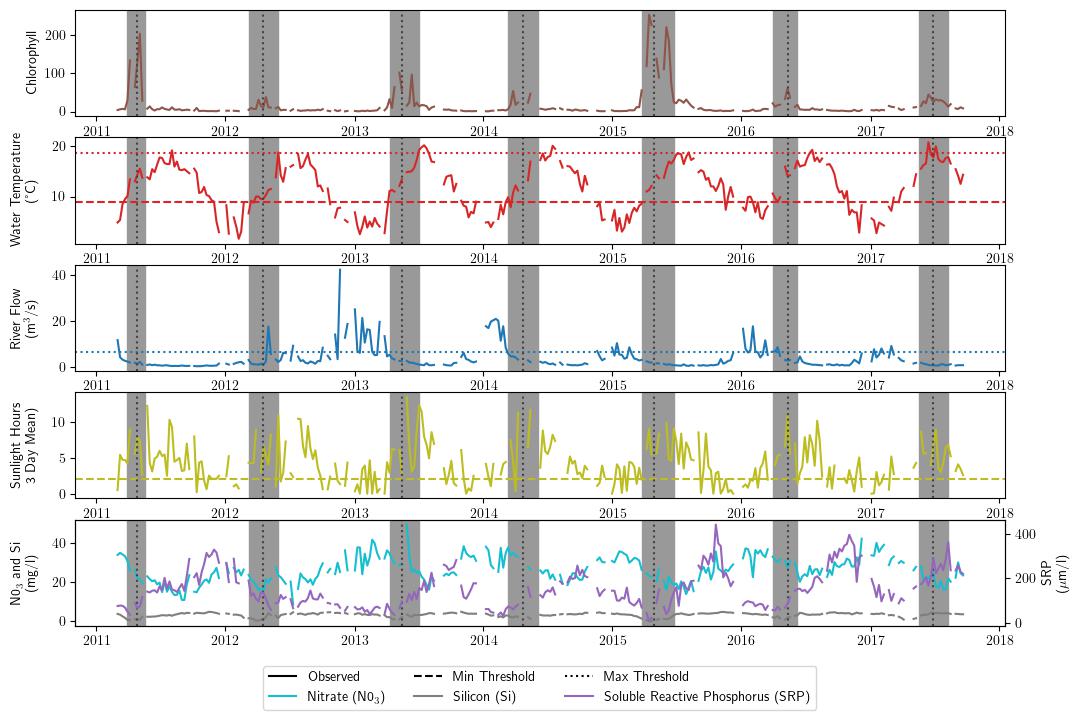 Chlorophyll
200
100
0
2011 2012 2013 2014 2015 2016 2017 2018
Water Temperature
(°C)
20
10
2011 2012 2013 2014 2015 2016 2017 2018
River Flow
(m³/s)
40
20
0
2011 2012 2013 2014 2015 2016 2017 2018
Sunlight Hours
3 Day Mean)
10
5
0
2011 2012 2013 2014 2015 2016 2017 2018
N0₃ and Si
(mg/l)
40
20
0
400
200
0
SRP
(μm/l)
2011 2012 2013 2014 2015 2016 2017 2018
Observed Min Threshold Max Threshold
Nitrate (N0₃) Silicon (Si) Soluble Reactive Phosphorus (SRP)